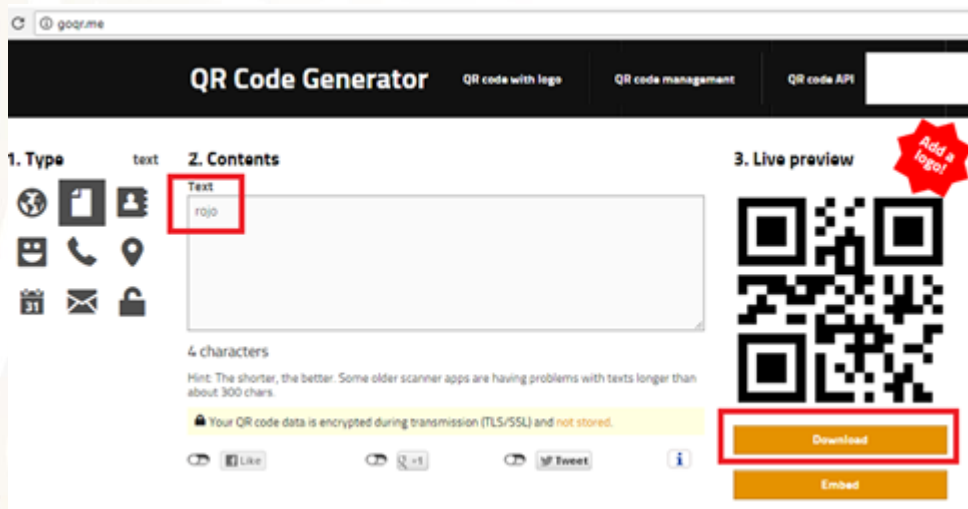 goqr.me
QR Code Generator QR code with logo QR code management QR code API
1. Type text 2. Contents 3. Live preview
Add a logo!
Text
rojo
31
4 characters
Hint: The shorter, the better. Some older scanner apps are having problems with texts longer than
about 300 chars.
Your QR code data is encrypted during transmission (TLS/SSL) and not stored.
Like +1 Tweet i
Download
Embed